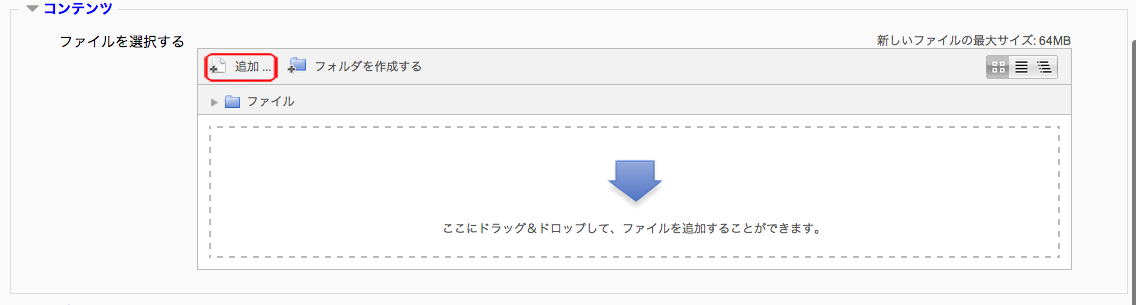 コンテンツ
ファイルを選択する
新しいファイルの最大サイズ: 64MB
追加 ... フォルダを作成する
ファイル
ここにドラッグ＆ドロップして、ファイルを追加することができます。